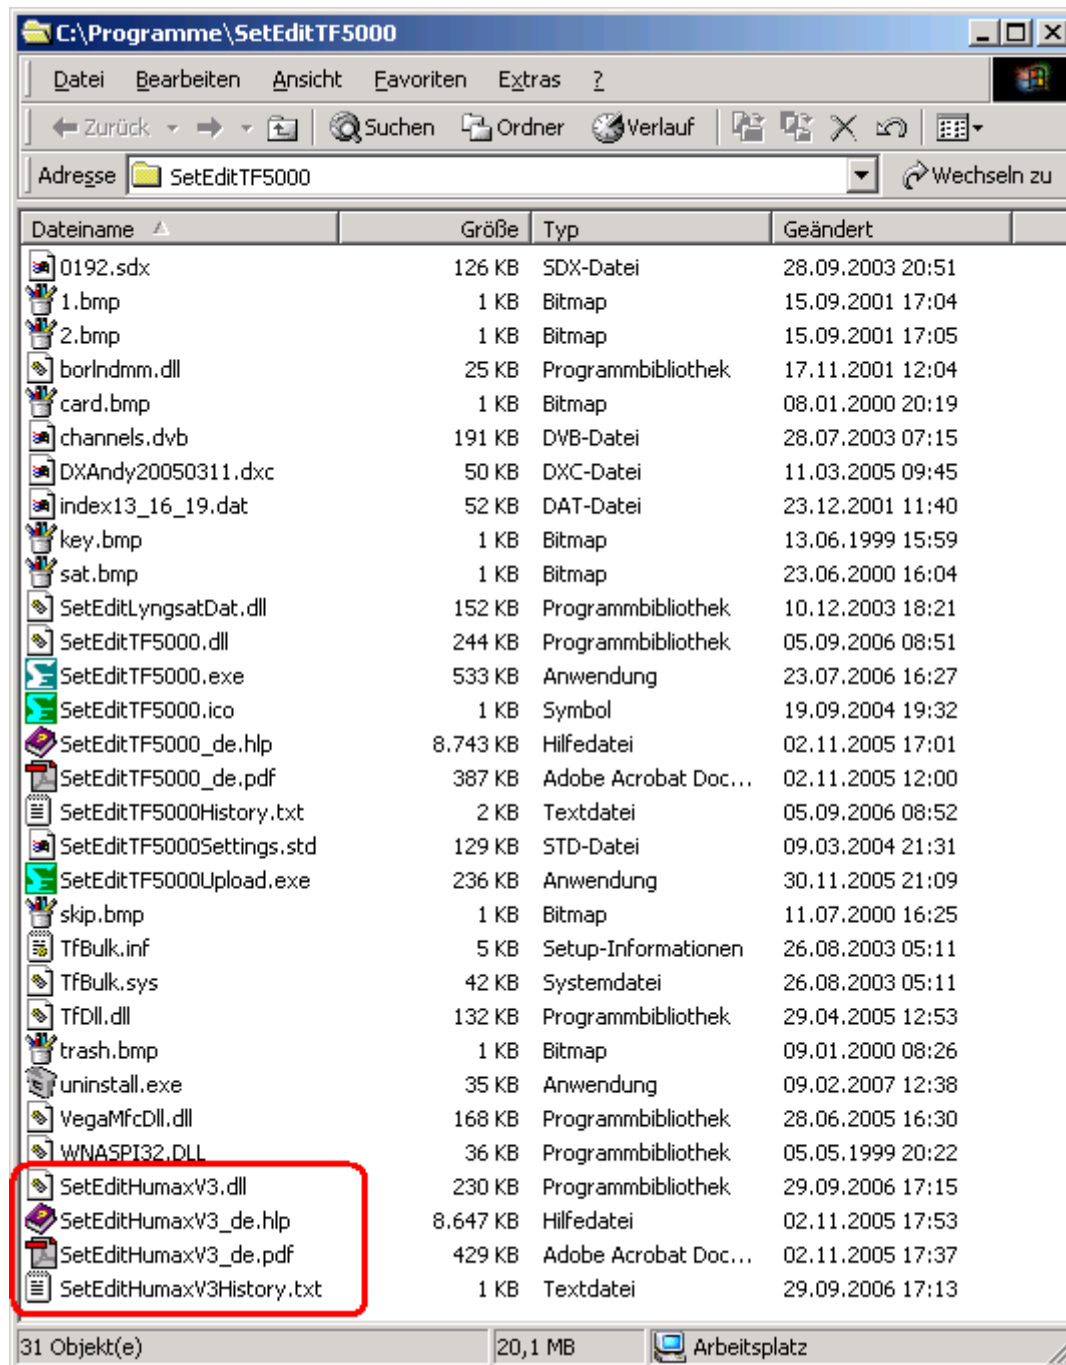 C:\Programme\SetEditTF5000
Datei Bearbeiten Ansicht Favoriten Extras ?
Zurück Suchen Ordner Verlauf
Adresse SetEditTF5000 Wechseln zu
Dateiname Größe Typ Geändert
0192.sdx 126 KB SDX-Datei 28.09.2003 20:51
1.bmp 1 KB Bitmap 15.09.2001 17:04
2.bmp 1 KB Bitmap 15.09.2001 17:05
borlndmm.dll 25 KB Programmbibliothek 17.11.2001 12:04
card.bmp 1 KB Bitmap 08.01.2000 20:19
channels.dvb 191 KB DVB-Datei 28.07.2003 07:15
DXAndy20050311.dxc 50 KB DXC-Datei 11.03.2005 09:45
index13_16_19.dat 52 KB DAT-Datei 23.12.2001 11:40
key.bmp 1 KB Bitmap 13.06.1999 15:59
sat.bmp 1 KB Bitmap 23.06.2000 16:04
SetEditLyngsatDat.dll 152 KB Programmbibliothek 10.12.2003 18:21
SetEditTF5000.dll 244 KB Programmbibliothek 05.09.2006 08:51
SetEditTF5000.exe 533 KB Anwendung 23.07.2006 16:27
SetEditTF5000.ico 1 KB Symbol 19.09.2004 19:32
SetEditTF5000_de.hlp 8.743 KB Hilfedatei 02.11.2005 17:01
SetEditTF5000_de.pdf 387 KB Adobe Acrobat Doc... 02.11.2005 12:00
SetEditTF5000History.txt 2 KB Textdatei 05.09.2006 08:52
SetEditTF5000Settings.std 129 KB STD-Datei 09.03.2004 21:31
SetEditTF5000Upload.exe 236 KB Anwendung 30.11.2005 21:09
skip.bmp 1 KB Bitmap 11.07.2000 16:25
TfBulk.inf 5 KB Setup-Informationen 26.08.2003 05:11
TfBulk.sys 42 KB Systemdatei 26.08.2003 05:11
TfDll.dll 132 KB Programmbibliothek 29.04.2005 12:53
trash.bmp 1 KB Bitmap 09.01.2000 08:26
uninstall.exe 35 KB Anwendung 09.02.2007 12:38
VegaMfcDll.dll 168 KB Programmbibliothek 28.06.2005 16:30
WNASPI32.DLL 36 KB Programmbibliothek 05.05.1999 20:22
SetEditHumaxV3.dll 230 KB Programmbibliothek 29.09.2006 17:15
SetEditHumaxV3_de.hlp 8.647 KB Hilfedatei 02.11.2005 17:53
SetEditHumaxV3_de.pdf 429 KB Adobe Acrobat Doc... 02.11.2005 17:37
SetEditHumaxV3History.txt 1 KB Textdatei 29.09.2006 17:13
31 Objekt(e) 20,1 MB Arbeitsplatz